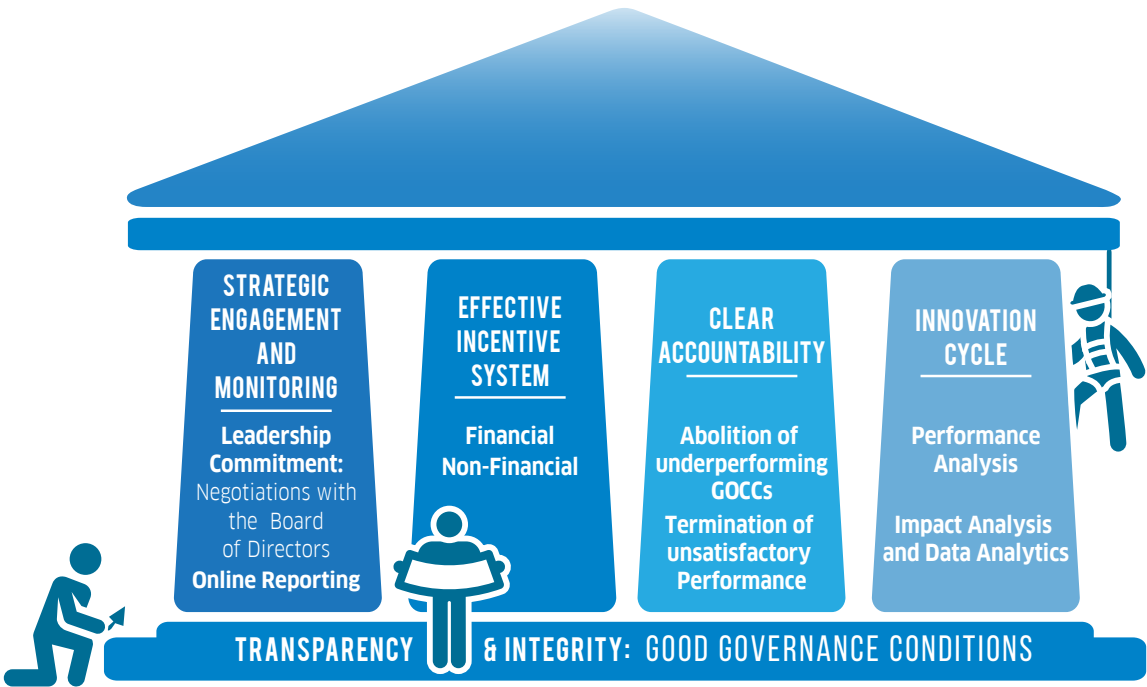 STRATEGIC
ENGAGEMENT
AND
MONITORING
Leadership
Commitment:
Negotiations with
the Board
of Directors
Online Reporting
EFFECTIVE
INCENTIVE
SYSTEM
Financial
Non-Financial
CLEAR
ACCOUNTABILITY
Abolition of
underperforming
GOCCs
Termination of
unsatisfactory
Performance
INNOVATION
CYCLE
Performance
Analysis
Impact Analysis
and Data Analytics
TRANSPARENCY & INTEGRITY: GOOD GOVERNANCE CONDITIONS